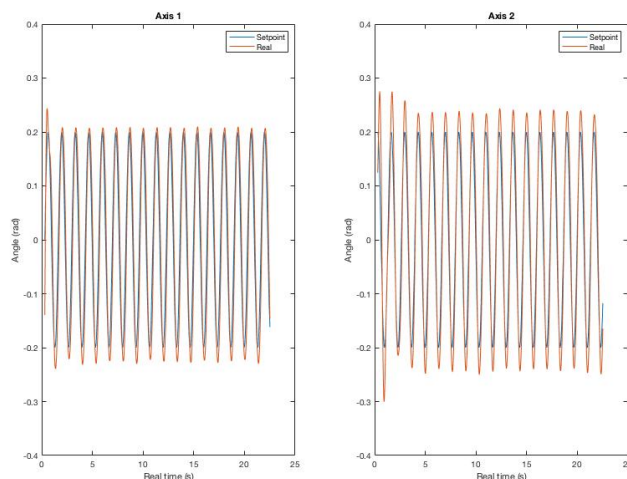 Axis 1
Setpoint
Real
0.4
0.3
0.2
0.1
0
-0.1
-0.2
-0.3
-0.4
Angle (rad)
0 5 10 15 20 25
Real time (s)
Axis 2
Setpoint
Real
0.4
0.3
0.2
0.1
0
-0.1
-0.2
-0.3
-0.4
Angle (rad)
0 5 10 15 20 25
Real time (s)